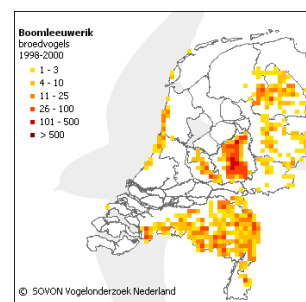 Boomleeuwerik
broedvogels
1998-2000
1 - 3
4 - 10
11 - 25
26 - 100
101 - 500
> 500
© SOVON Vogelonderzoek Nederland